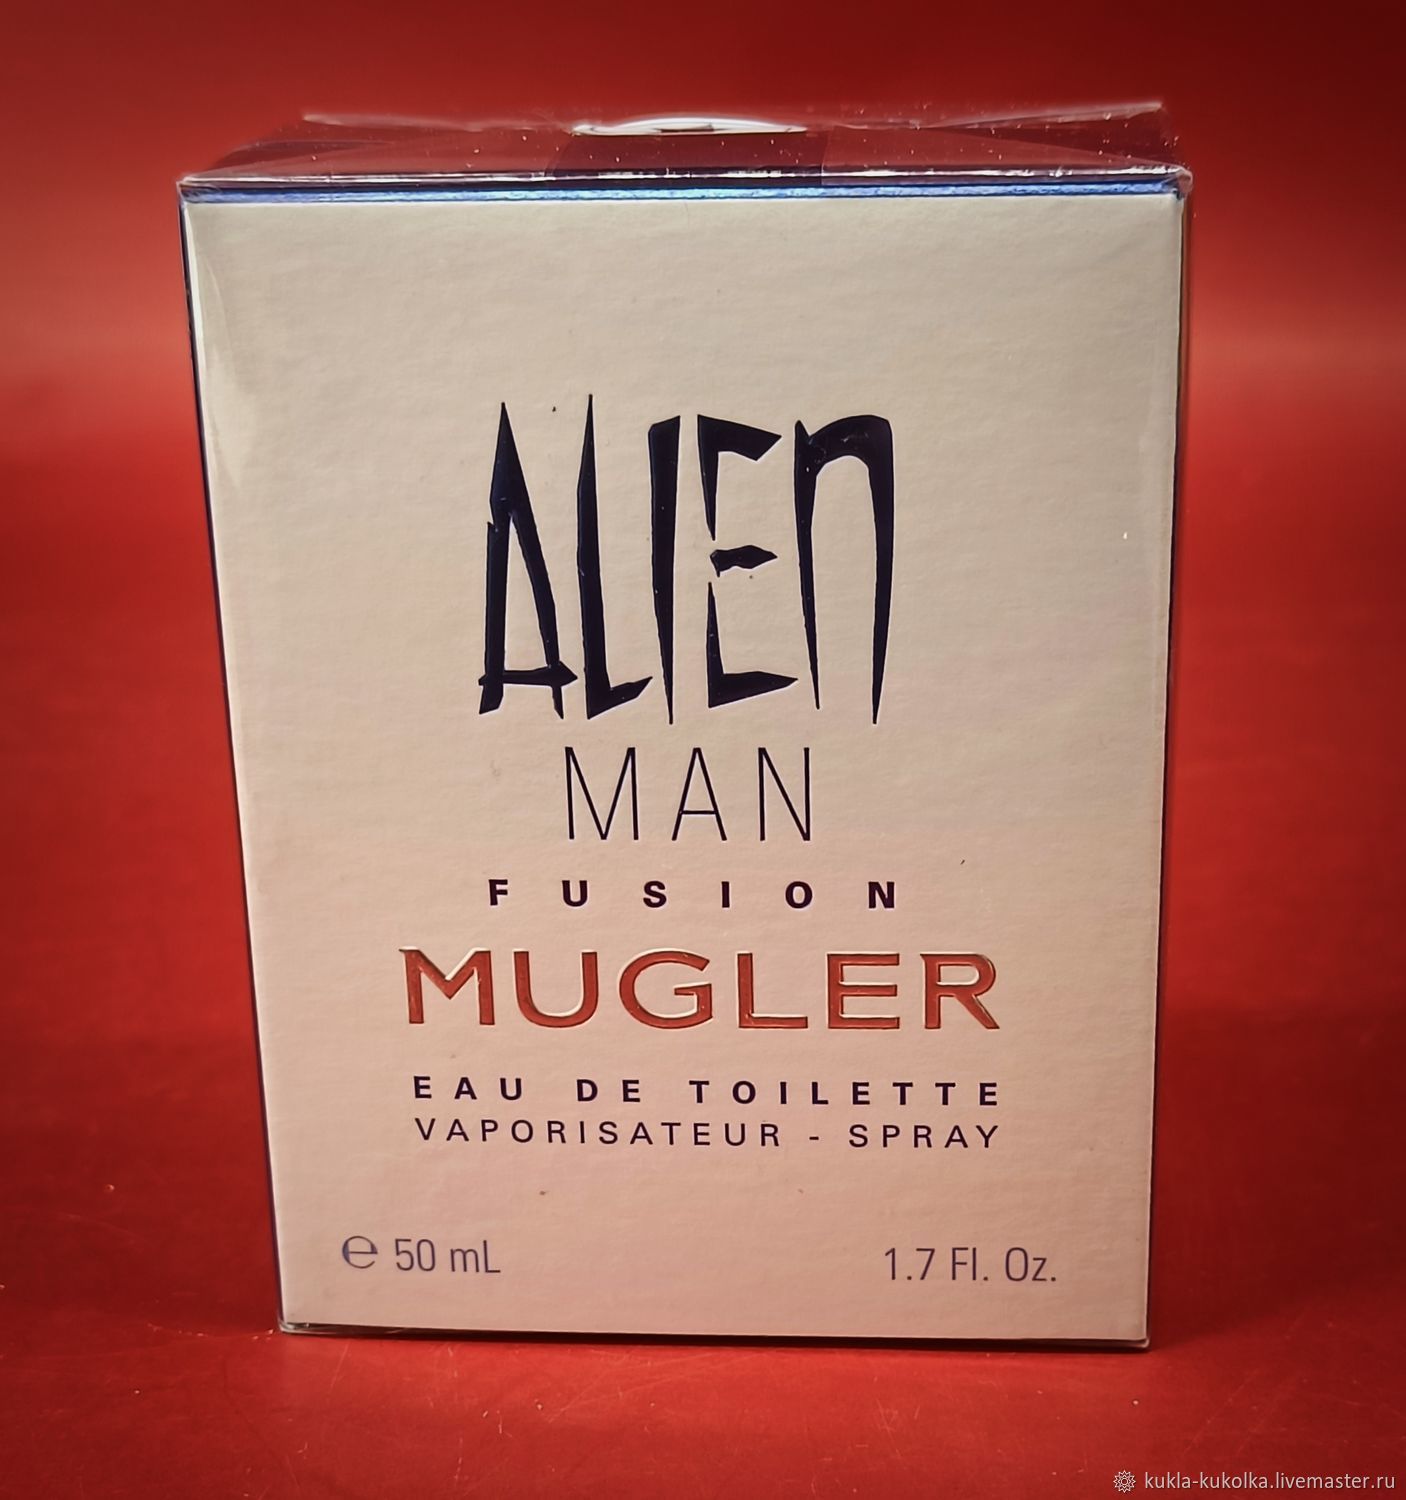 ALIEN
MAN
FUSION
MUGLER
EAU DE TOILETTE
VAPORISATEUR - SPRAY
℮ 50 mL
1.7 Fl. Oz.
kukla-kukolka.livemaster.ru